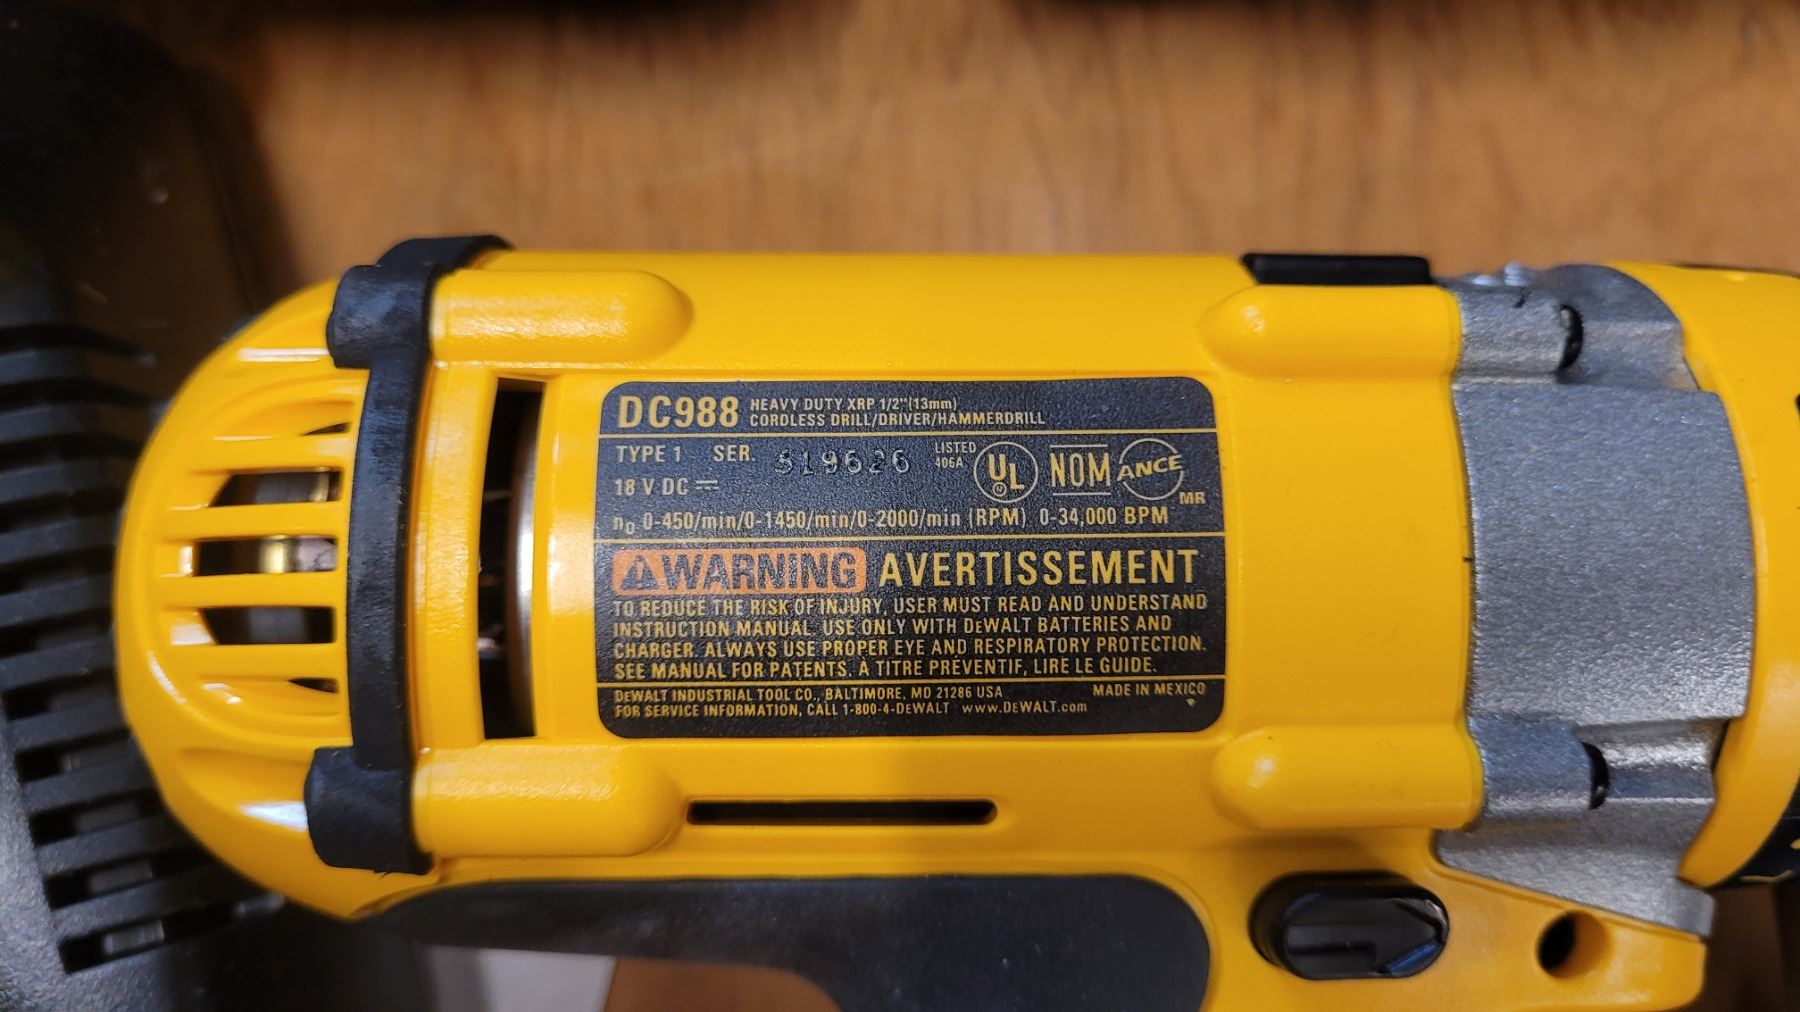 DC988 HEAVY DUTY XRP 1/2"(13mm)
CORDLESS DRILL/DRIVER/HAMMERDRILL
TYPE 1 SER. 519626 LISTED
406A UL NOM ANCE
MR
18 V DC ⎓
n₀ 0-450/min/0-1450/min/0-2000/min (RPM) 0-34,000 BPM
WARNING AVERTISSEMENT
TO REDUCE THE RISK OF INJURY, USER MUST READ AND UNDERSTAND
INSTRUCTION MANUAL. USE ONLY WITH DEWALT BATTERIES AND
CHARGER. ALWAYS USE PROPER EYE AND RESPIRATORY PROTECTION.
SEE MANUAL FOR PATENTS. À TITRE PRÉVENTIF, LIRE LE GUIDE.
DEWALT INDUSTRIAL TOOL CO., BALTIMORE, MD 21286 USA MADE IN MEXICO
FOR SERVICE INFORMATION, CALL 1-800-4-DEWALT www.DEWALT.com